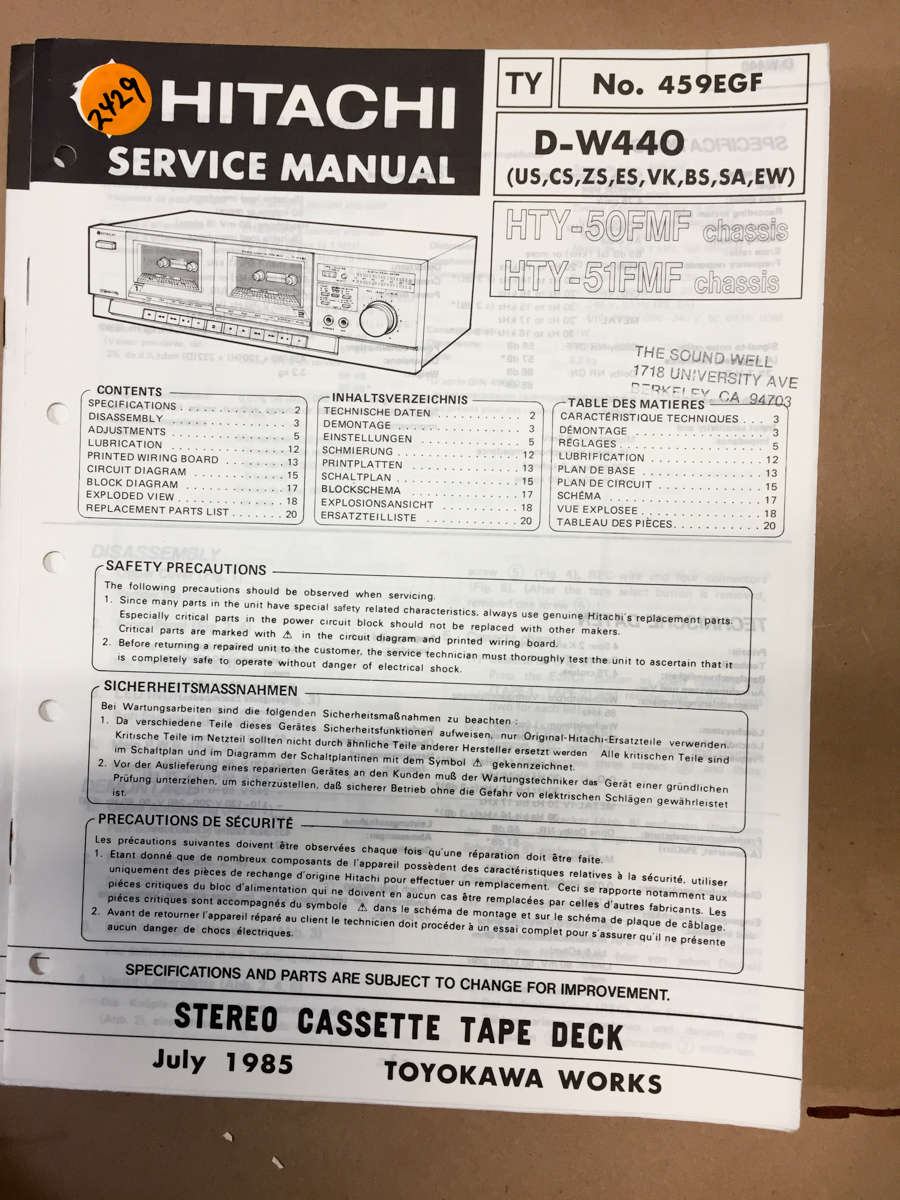 2429
HITACHI
SERVICE MANUAL
TY
No. 459EGF
D-W440
(US,CS,ZS,ES,VK,BS,SA,EW)
HTY-50FMF chassis
HTY-51FMF chassis
THE SOUND WELL
1718 UNIVERSITY AVE
BERKELEY, CA 94703
CONTENTS
SPECIFICATIONS . . . . . . . . . . . . . . . . . 2
DISASSEMBLY . . . . . . . . . . . . . . . . . 3
ADJUSTMENTS . . . . . . . . . . . . . . . . . 5
LUBRICATION . . . . . . . . . . . . . . . . . 12
PRINTED WIRING BOARD . . . . . . . . . . 13
CIRCUIT DIAGRAM . . . . . . . . . . . . . . 15
BLOCK DIAGRAM . . . . . . . . . . . . . . . 17
EXPLODED VIEW . . . . . . . . . . . . . . . 18
REPLACEMENT PARTS LIST . . . . . . . . . 20
INHALTSVERZEICHNIS
TECHNISCHE DATEN . . . . . . . . . . . . . 2
DEMONTAGE . . . . . . . . . . . . . . . . . 3
EINSTELLUNGEN . . . . . . . . . . . . . . . 5
SCHMIERUNG . . . . . . . . . . . . . . . . . 12
PRINTPLATTEN . . . . . . . . . . . . . . . . 13
SCHALTPLAN . . . . . . . . . . . . . . . . . 15
BLOCKSCHEMA . . . . . . . . . . . . . . . . 17
EXPLOSIONSANSICHT . . . . . . . . . . . . 18
ERSATZTEILLISTE . . . . . . . . . . . . . . 20
TABLE DES MATIERES
CARACTÉRISTIQUE TECHNIQUES . . . . 3
DÉMONTAGE . . . . . . . . . . . . . . . . . 3
RÉGLAGES . . . . . . . . . . . . . . . . . . 5
LUBRIFICATION . . . . . . . . . . . . . . . 12
PLAN DE BASE . . . . . . . . . . . . . . . . 13
PLAN DE CIRCUIT . . . . . . . . . . . . . . 15
SCHÉMA . . . . . . . . . . . . . . . . . . . 17
VUE EXPLOSEE . . . . . . . . . . . . . . . 18
TABLEAU DES PIÈCES. . . . . . . . . . . . 20
SAFETY PRECAUTIONS
The following precautions should be observed when servicing.
1. Since many parts in the unit have special safety related characteristics, always use genuine Hitachi's replacement parts.
Especially critical parts in the power circuit block should not be replaced with other makers.
Critical parts are marked with ⚠ in the circuit diagram and printed wiring board.
2. Before returning a repaired unit to the customer, the service technician must thoroughly test the unit to ascertain that it
is completely safe to operate without danger of electrical shock.
SICHERHEITSMASSNAHMEN
Bei Wartungsarbeiten sind die folgenden Sicherheitsmaßnahmen zu beachten :
1. Da verschiedene Teile dieses Gerätes Sicherheitsfunktionen aufweisen, nur Original-Hitachi-Ersatzteile verwenden.
Kritische Teile im Netzteil sollten nicht durch ähnliche Teile anderer Hersteller ersetzt werden Alle kritischen Teile sind
im Schaltplan und im Diagramm der Schaltplantinen mit dem Symbol ⚠ gekennzeichnet.
2. Vor der Auslieferung eines reparierten Gerätes an den Kunden muß der Wartungstechniker das Gerät einer gründlichen
Prüfung unterziehen, um sicherzustellen, daß sicherer Betrieb ohne die Gefahr von elektrischen Schlägen gewährleistet
ist.
PRECAUTIONS DE SÉCURITÉ
Les précautions suivantes doivent être observées chaque fois qu'une réparation doit être faite.
1. Etant donné que de nombreux composants de l'appareil possèdent des caractéristiques relatives à la sécurité, utiliser
uniquement des pièces de rechange d'origine Hitachi pour effectuer un remplacement. Ceci se rapporte notamment aux
pièces critiques du bloc d'alimentation qui ne doivent en aucun cas être remplacées par celles d'autres fabricants. Les
pièces critiques sont accompagnés du symbole ⚠ dans le schéma de montage et sur le schéma de plaque de câblage.
2. Avant de retourner l'appareil réparé au client le technicien doit procéder à un essai complet pour s'assurer qu'il ne présente
aucun danger de chocs électriques.
SPECIFICATIONS AND PARTS ARE SUBJECT TO CHANGE FOR IMPROVEMENT.
STEREO CASSETTE TAPE DECK
July 1985
TOYOKAWA WORKS